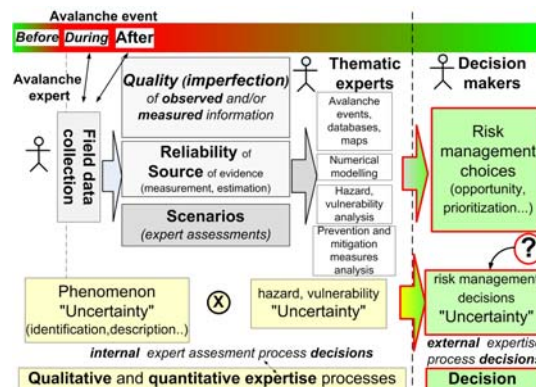 Avalanche event
Before During After
Avalanche
expert
Field data
collection
Quality (imperfection)
of observed and/or
measured information
Reliability of
Source of evidence
(measurement, estimation)
Scenarios
(expert assessments)
Thematic
experts
Avalanche
events,
databases,
maps
Numerical
modelling
Hazard,
vulnerability
analysis
Prevention and
mitigation
measures
analysis
Decision
makers
Risk
management
choices
(opportunity,
prioritization...)
?
Phenomenon
"Uncertainty"
(identification,description..)
X
hazard, vulnerability
"Uncertainty"
risk management
decisions
"Uncertainty"
internal expert assesment process decisions
external expertise
process decisions
Qualitative and quantitative expertise processes
Decision